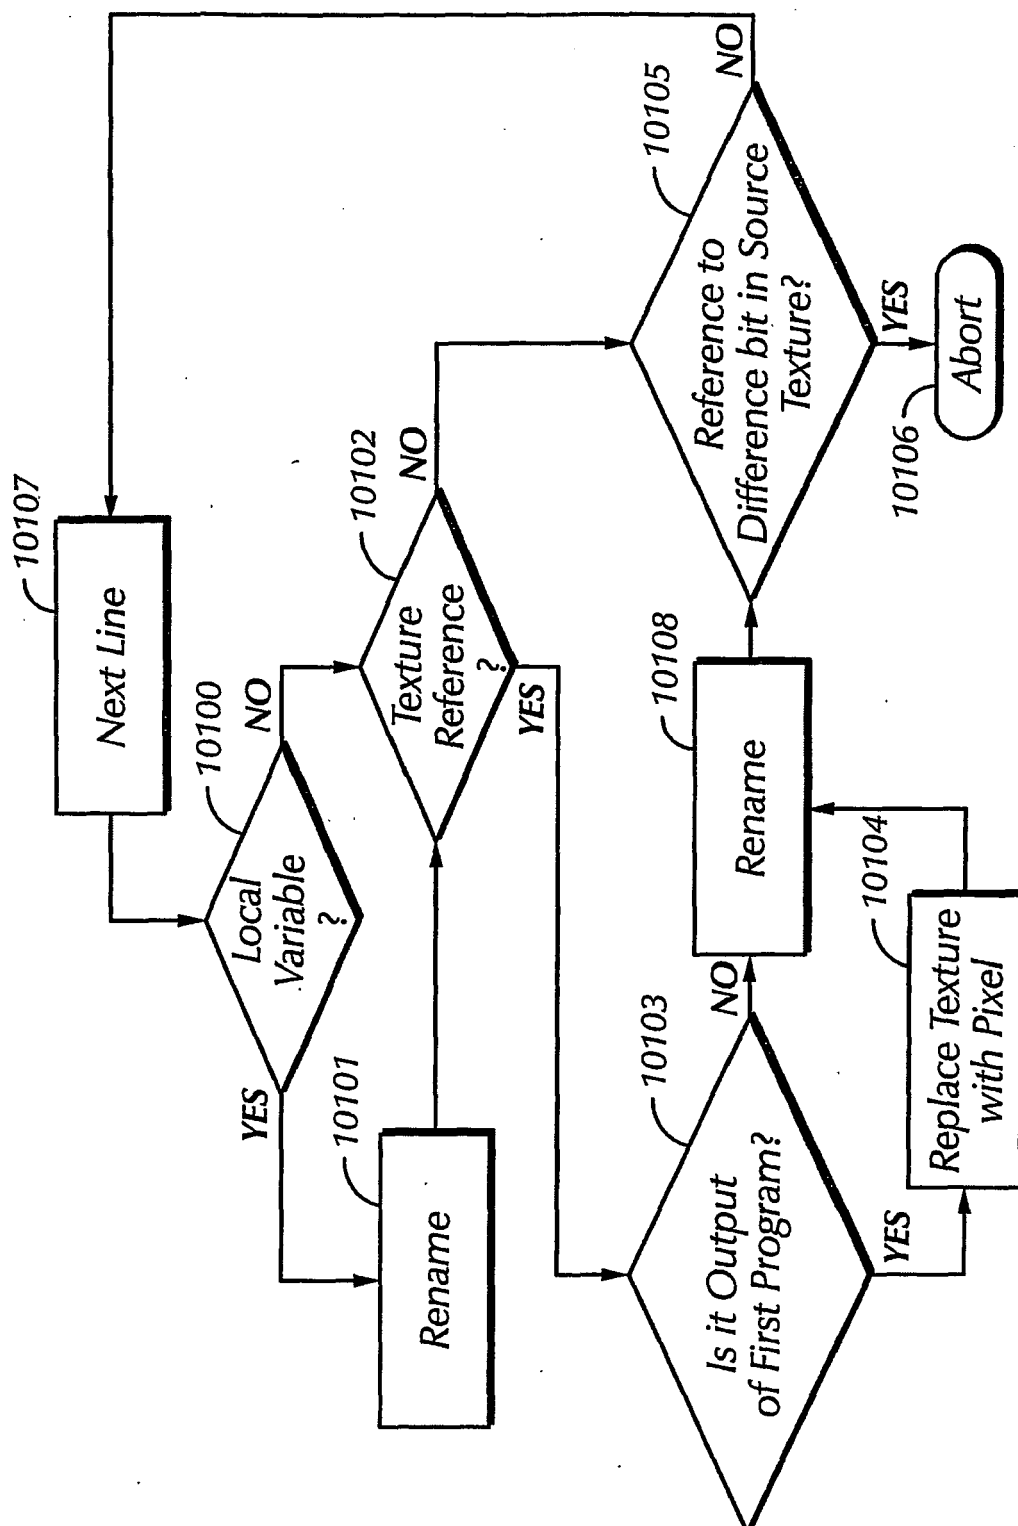 10107
Next Line
10100
Local
Variable
?
YES
NO
10101
Rename
10102
Texture
Reference
?
NO
YES
10103
Is it Output
of First Program?
NO
YES
10104
Replace Texture
with Pixel
10108
Rename
10105
Reference to
Difference bit in Source
Texture?
NO
YES
10106
Abort